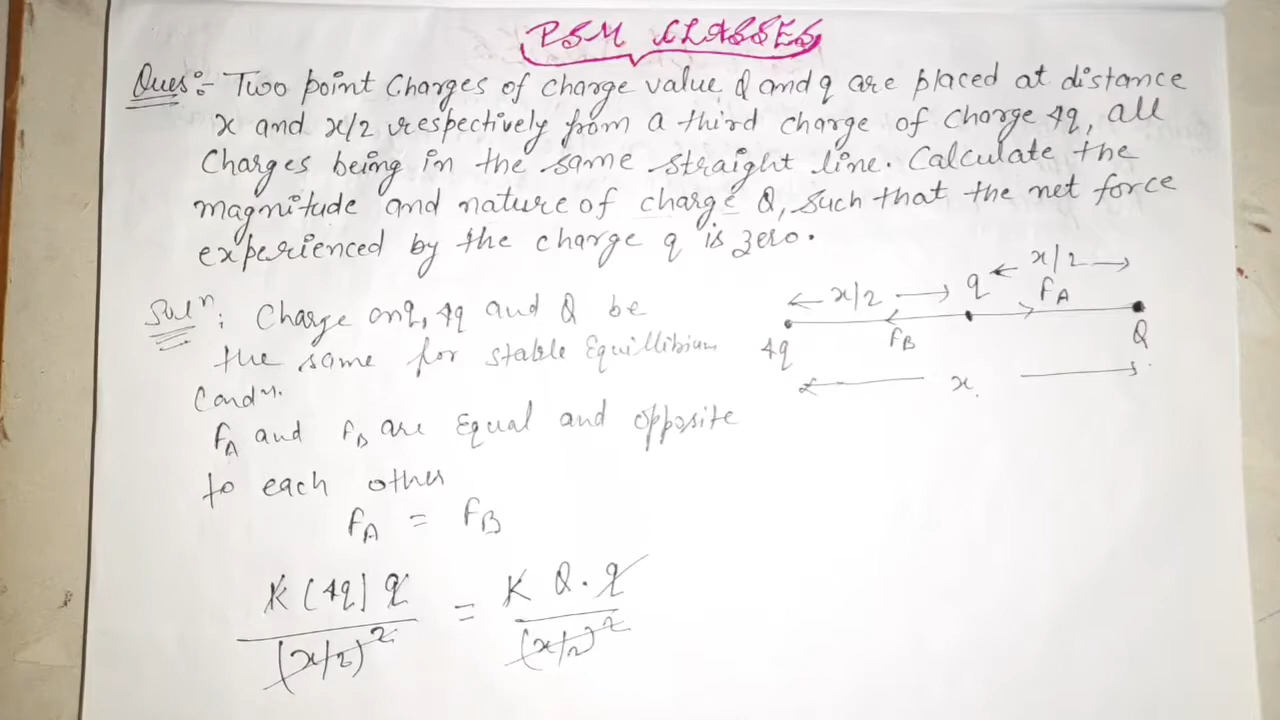 PSM CLASSES
Ques:- Two point Charges of charge value Q and q are placed at distance
x and x/2 respectively from a third charge of charge 4q, all
Charges being in the same straight line. Calculate the
magnitude and nature of charge Q, Such that the net force
experienced by the charge q is zero.
Solⁿ: Charge on q, 4q and Q be
the same for stable Equillibium
Condⁿ.
FA and FB are Equal and opposite
to each other
FA = FB
K(4q) q / (x/2)² = K Q . q / (x/2)²
x/2 q x/2
FB FA
4q Q
x